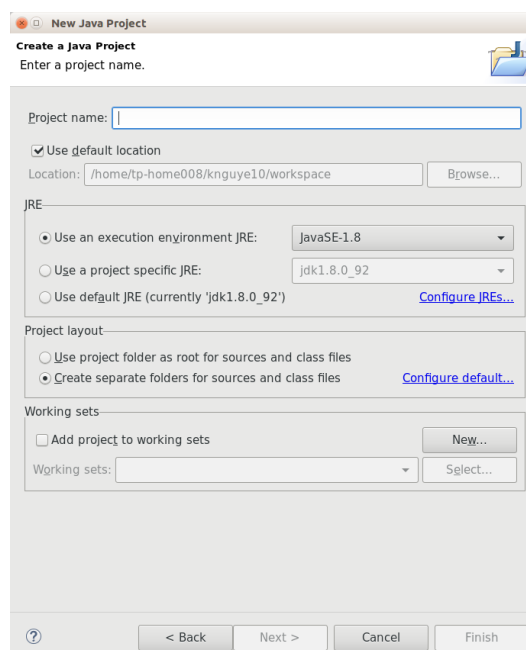 New Java Project
Create a Java Project
Enter a project name.
Project name:
Use default location
Location: /home/tp-home008/knguye10/workspace Browse...
JRE
Use an execution environment JRE: JavaSE-1.8
Use a project specific JRE: jdk1.8.0_92
Use default JRE (currently 'jdk1.8.0_92') Configure JREs...
Project layout
Use project folder as root for sources and class files
Create separate folders for sources and class files Configure default...
Working sets
Add project to working sets New...
Working sets: Select...
? < Back Next > Cancel Finish